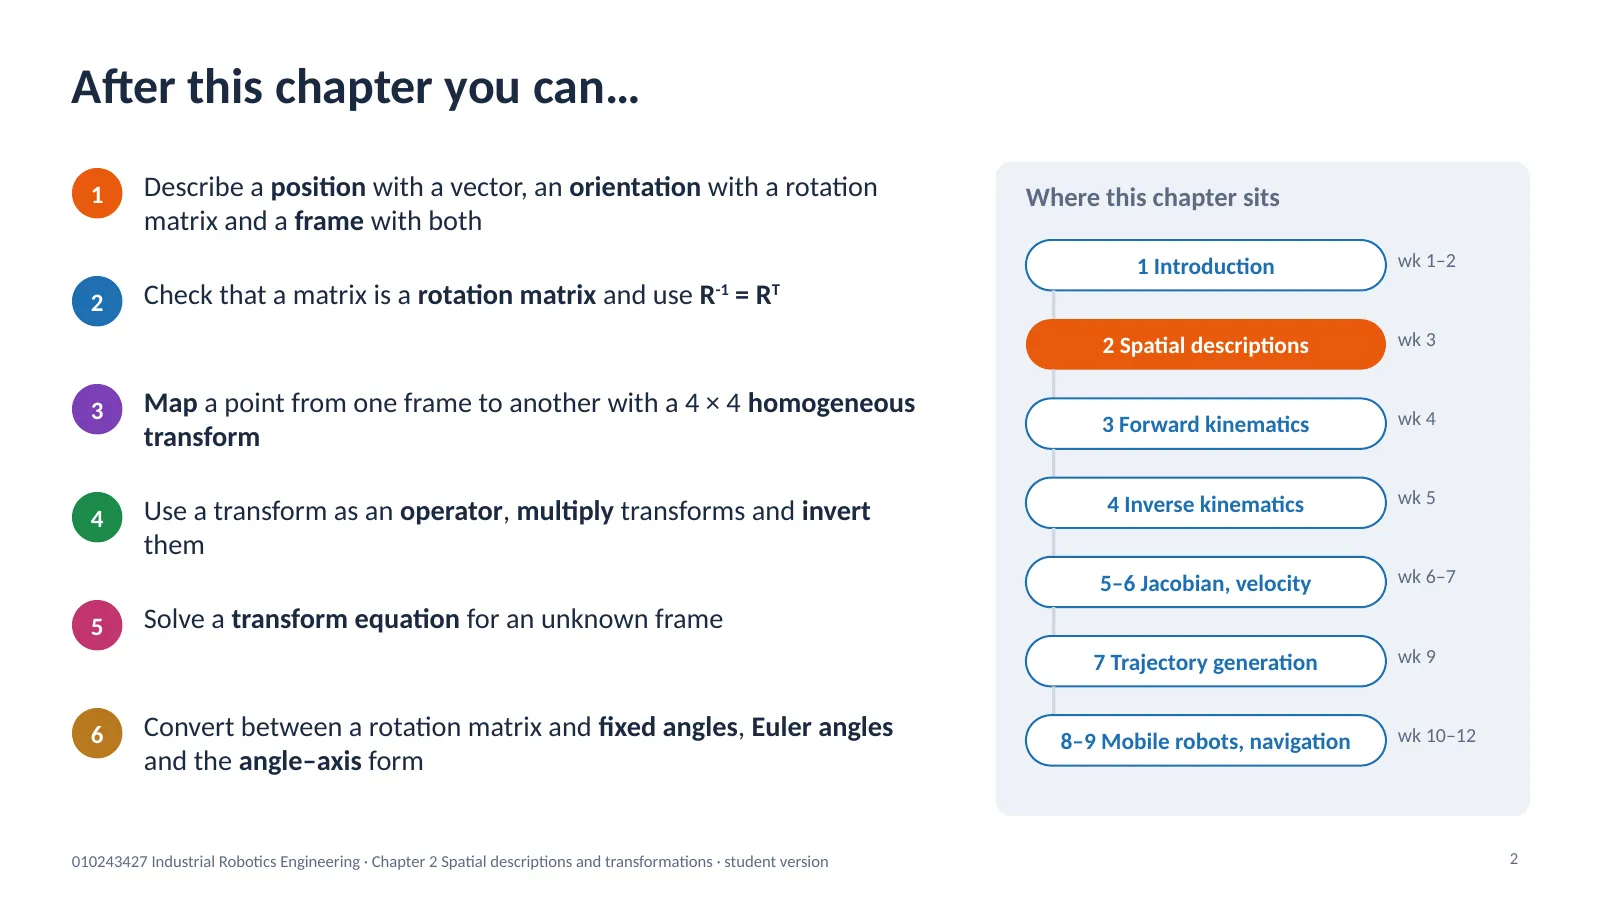 After this chapter you can...
1 Describe a position with a vector, an orientation with a rotation
matrix and a frame with both
2 Check that a matrix is a rotation matrix and use R⁻¹ = Rᵀ
3 Map a point from one frame to another with a 4 × 4 homogeneous
transform
4 Use a transform as an operator, multiply transforms and invert
them
5 Solve a transform equation for an unknown frame
6 Convert between a rotation matrix and fixed angles, Euler angles
and the angle–axis form
Where this chapter sits
1 Introduction wk 1–2
2 Spatial descriptions wk 3
3 Forward kinematics wk 4
4 Inverse kinematics wk 5
5–6 Jacobian, velocity wk 6–7
7 Trajectory generation wk 9
8–9 Mobile robots, navigation wk 10–12
010243427 Industrial Robotics Engineering · Chapter 2 Spatial descriptions and transformations · student version
2